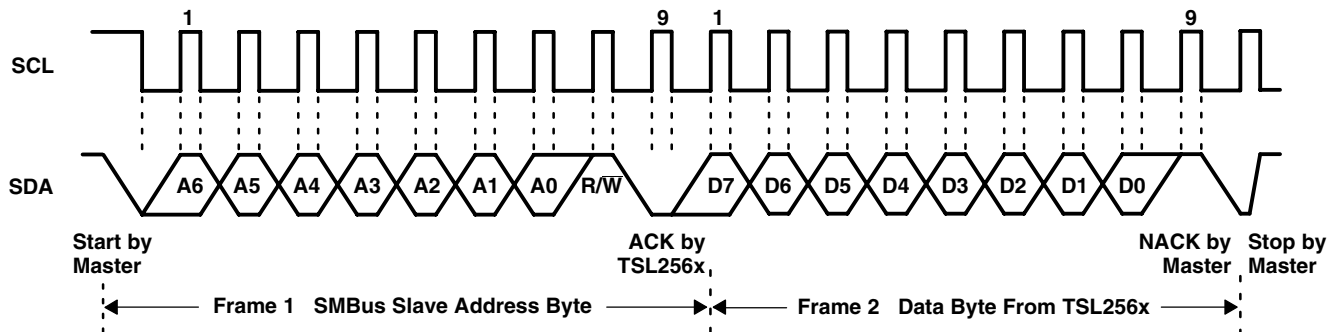 1 9 1 9
SCL
SDA A6 A5 A4 A3 A2 A1 A0 R/W̅ D7 D6 D5 D4 D3 D2 D1 D0
Start by Master
ACK by TSL256x
NACK by Master
Stop by Master
Frame 1 SMBus Slave Address Byte
Frame 2 Data Byte From TSL256x